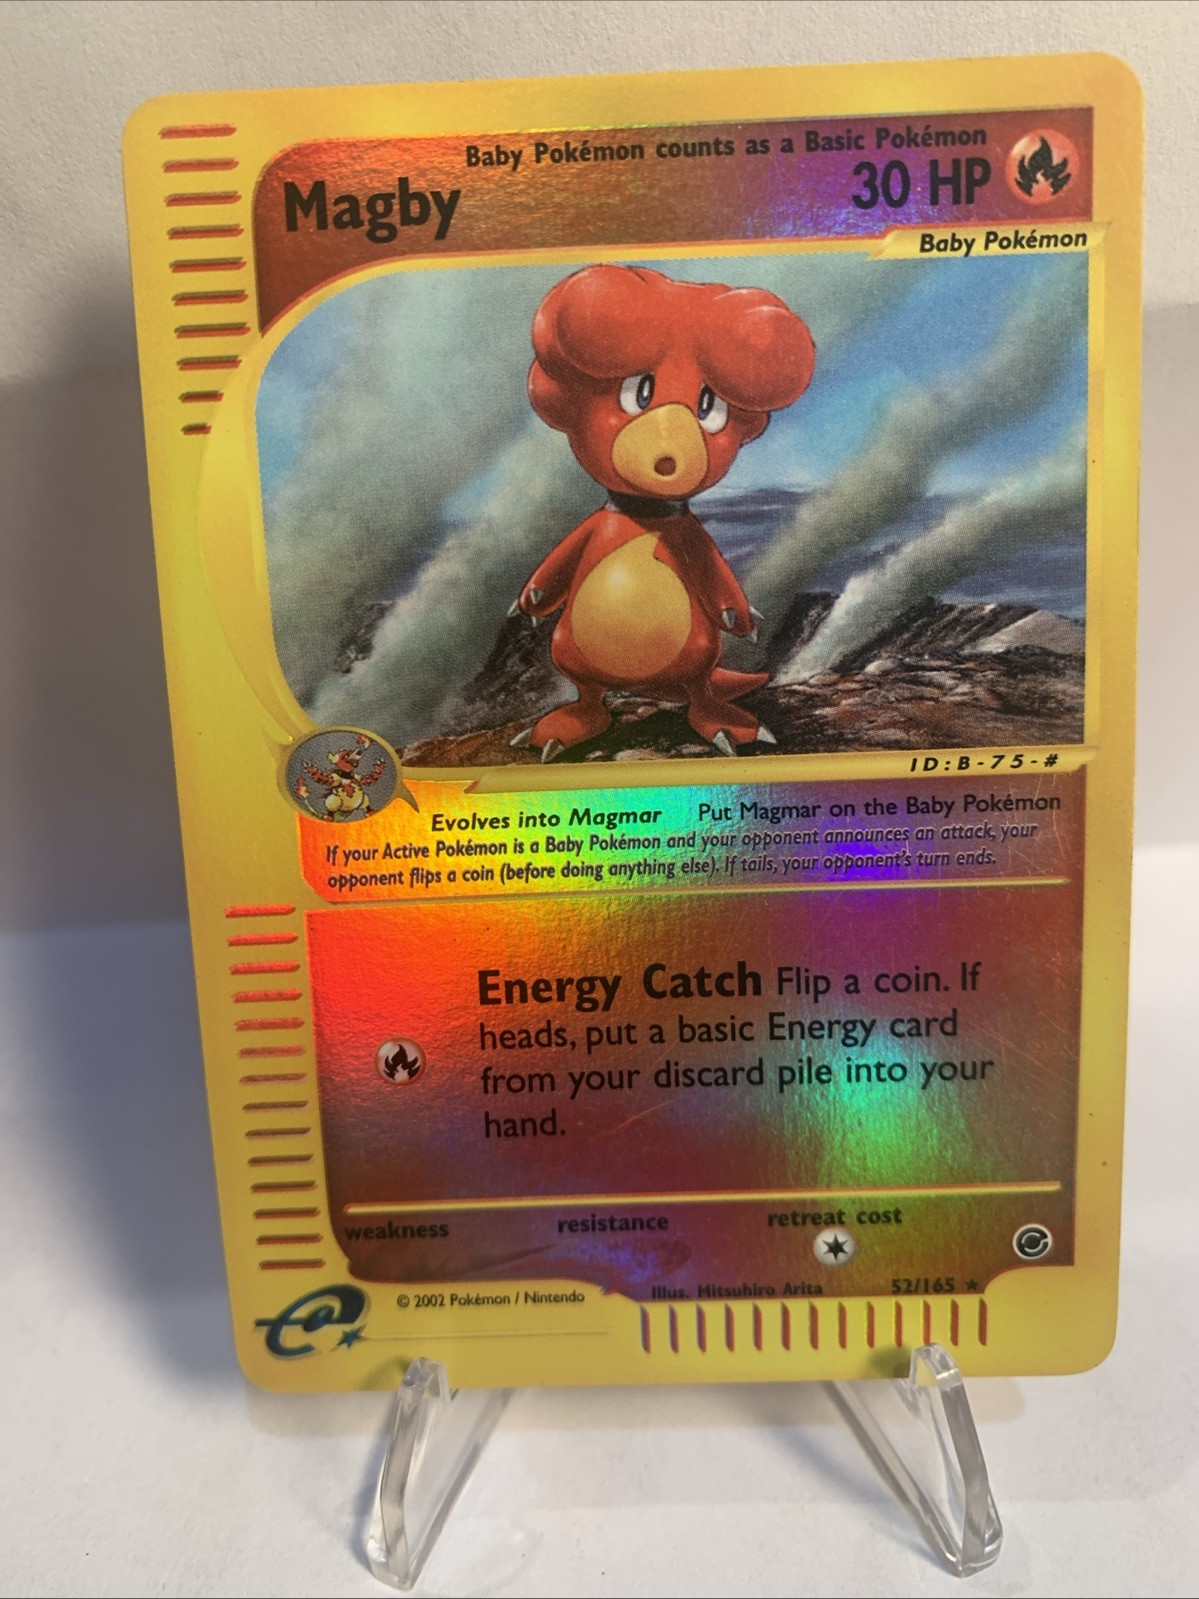 Baby Pokémon counts as a Basic Pokémon
Magby 30 HP
Baby Pokémon
ID:B-75-#
Evolves into Magmar Put Magmar on the Baby Pokémon
If your Active Pokémon is a Baby Pokémon and your opponent announces an attack, your
opponent flips a coin (before doing anything else). If tails, your opponent's turn ends.
Energy Catch Flip a coin. If
heads, put a basic Energy card
from your discard pile into your
hand.
weakness resistance retreat cost
Illus. Mitsuhiro Arita 52/165 ★
e
© 2002 Pokémon / Nintendo